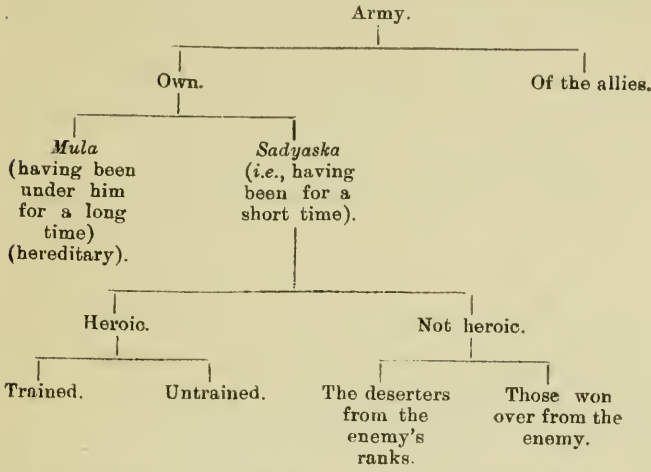 Army.
Own.
Of the allies.
Mula
(having been
under him
for a long
time)
(hereditary).
Sadyaska
(i.e., having
been for a
short time).
Heroic.
Not heroic.
Trained.
Untrained.
The deserters
from the
enemy's
ranks.
Those won
over from the
enemy.